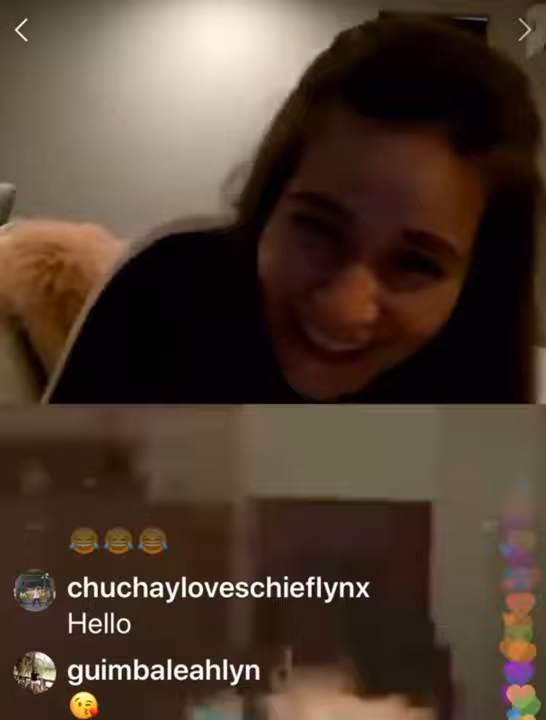 😂😂😂
chuchayloveschieflynx
Hello
guimbaleahlyn
😘